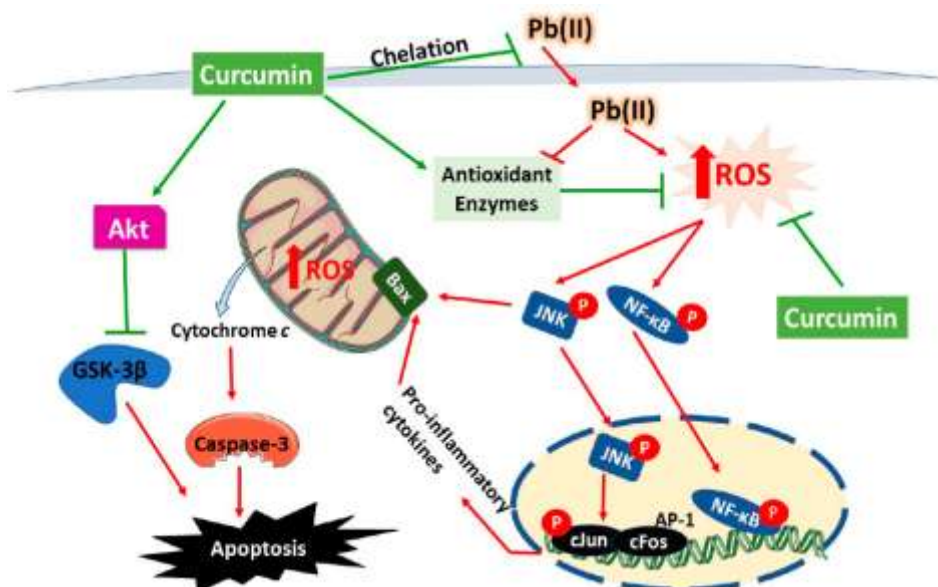 Pb(II)
Chelation
Curcumin
Pb(II)
Antioxidant
Enzymes
ROS
Akt
ROS
Bax
JNK
P
NF-κB
P
Curcumin
Cytochrome c
GSK-3β
Pro-inflammatory
cytokines
Caspase-3
JNK
P
NF-κB
P
AP-1
P
cJun
cFos
Apoptosis